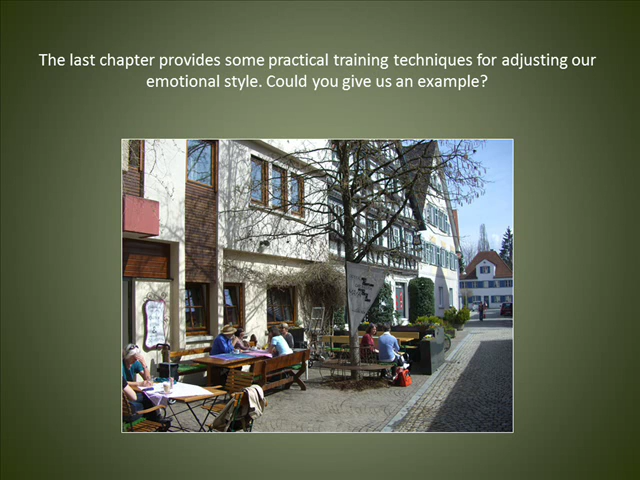 The last chapter provides some practical training techniques for adjusting our
emotional style. Could you give us an example?